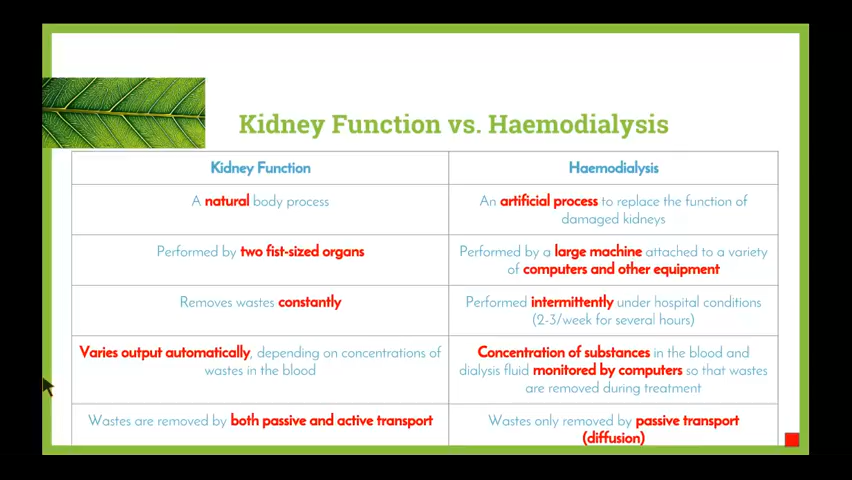 Kidney Function vs. Haemodialysis
Kidney Function
Haemodialysis
A natural body process
An artificial process to replace the function of
damaged kidneys
Performed by two fist-sized organs
Performed by a large machine attached to a variety
of computers and other equipment
Removes wastes constantly
Performed intermittently under hospital conditions
(2-3/week for several hours)
Varies output automatically, depending on concentrations of
wastes in the blood
Concentration of substances in the blood and
dialysis fluid monitored by computers so that wastes
are removed during treatment
Wastes are removed by both passive and active transport
Wastes only removed by passive transport
(diffusion)